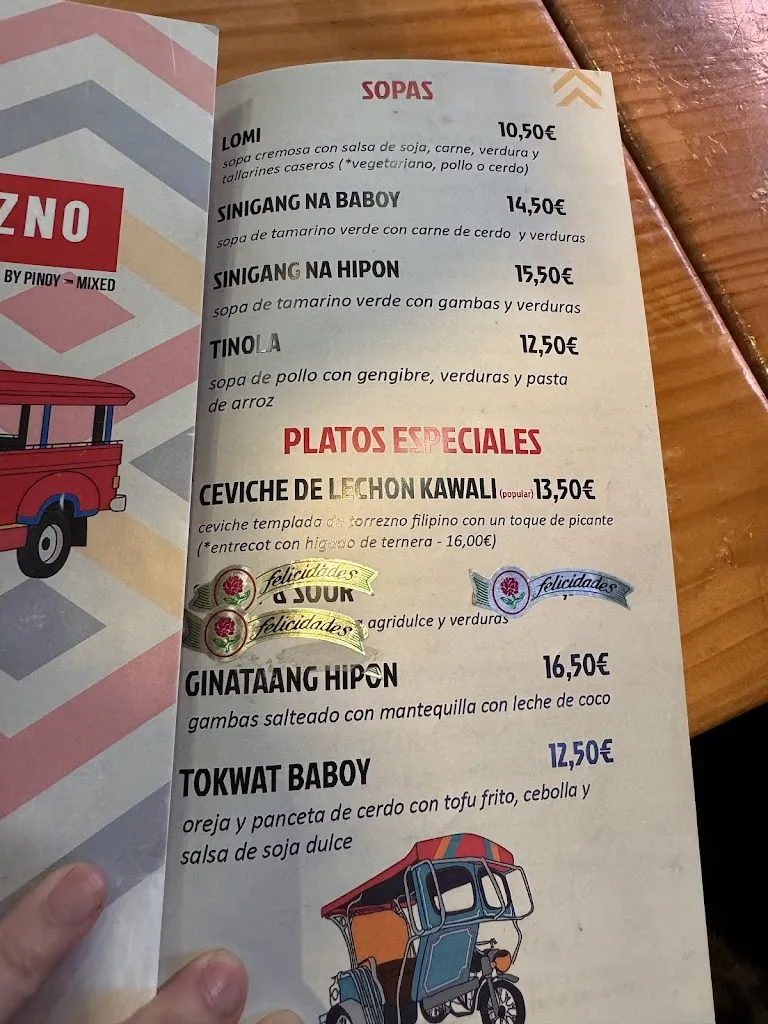 ZNO
BY PINOY - MIXED
SOPAS
LOMI 10,50€
sopa cremosa con salsa de soja, carne, verdura y
tallarines caseros (*vegetariano, pollo o cerdo)
SINIGANG NA BABOY 14,50€
sopa de tamarino verde con carne de cerdo y verduras
SINIGANG NA HIPON 15,50€
sopa de tamarino verde con gambas y verduras
TINOLA 12,50€
sopa de pollo con gengibre, verduras y pasta
de arroz
PLATOS ESPECIALES
CEVICHE DE LECHON KAWALI (popular) 13,50€
ceviche templada de torrezno filipino con un toque de picante
(*entrecot con higado de ternera - 16,00€)
felicidades
felicidades
SOUR
felicidades
agridulce y verduras
GINATAANG HIPON 16,50€
gambas salteado con mantequilla con leche de coco
TOKWAT BABOY 12,50€
oreja y panceta de cerdo con tofu frito, cebolla y
salsa de soja dulce